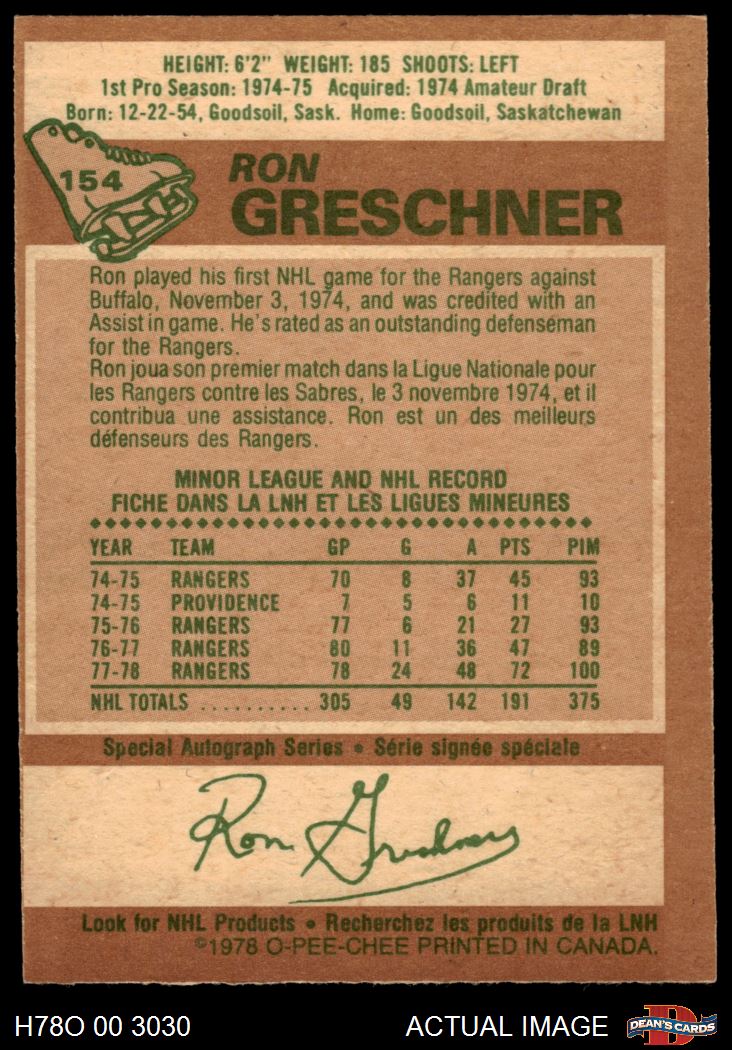 HEIGHT: 6'2" WEIGHT: 185 SHOOTS: LEFT
1st Pro Season: 1974-75 Acquired: 1974 Amateur Draft
Born: 12-22-54, Goodsoil, Sask. Home: Goodsoil, Saskatchewan
154
RON
GRESCHNER
Ron played his first NHL game for the Rangers against
Buffalo, November 3, 1974, and was credited with an
Assist in game. He's rated as an outstanding defenseman
for the Rangers.
Ron joua son premier match dans la Ligue Nationale pour
les Rangers contre les Sabres, le 3 novembre 1974, et il
contribua une assistance. Ron est un des meilleurs
défenseurs des Rangers.
MINOR LEAGUE AND NHL RECORD
FICHE DANS LA LNH ET LES LIGUES MINEURES
YEAR TEAM GP G A PTS PIM
74-75 RANGERS 70 8 37 45 93
74-75 PROVIDENCE 7 5 6 11 10
75-76 RANGERS 77 6 21 27 93
76-77 RANGERS 80 11 36 47 89
77-78 RANGERS 78 24 48 72 100
NHL TOTALS .......... 305 49 142 191 375
Special Autograph Series • Série signée spéciale
Ron Greschner
Look for NHL Products • Recherchez les produits de la LNH
©1978 O-PEE-CHEE PRINTED IN CANADA.
H78O 00 3030 ACTUAL IMAGE
D
DEAN'S CARDS